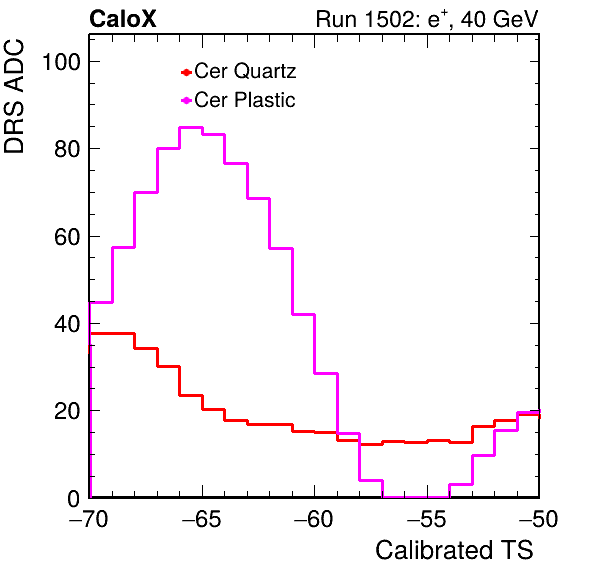 CaloX Run 1502: e⁺, 40 GeV
DRS ADC
Cer Quartz
Cer Plastic
100
80
60
40
20
0
−70 −65 −60 −55 −50
Calibrated TS